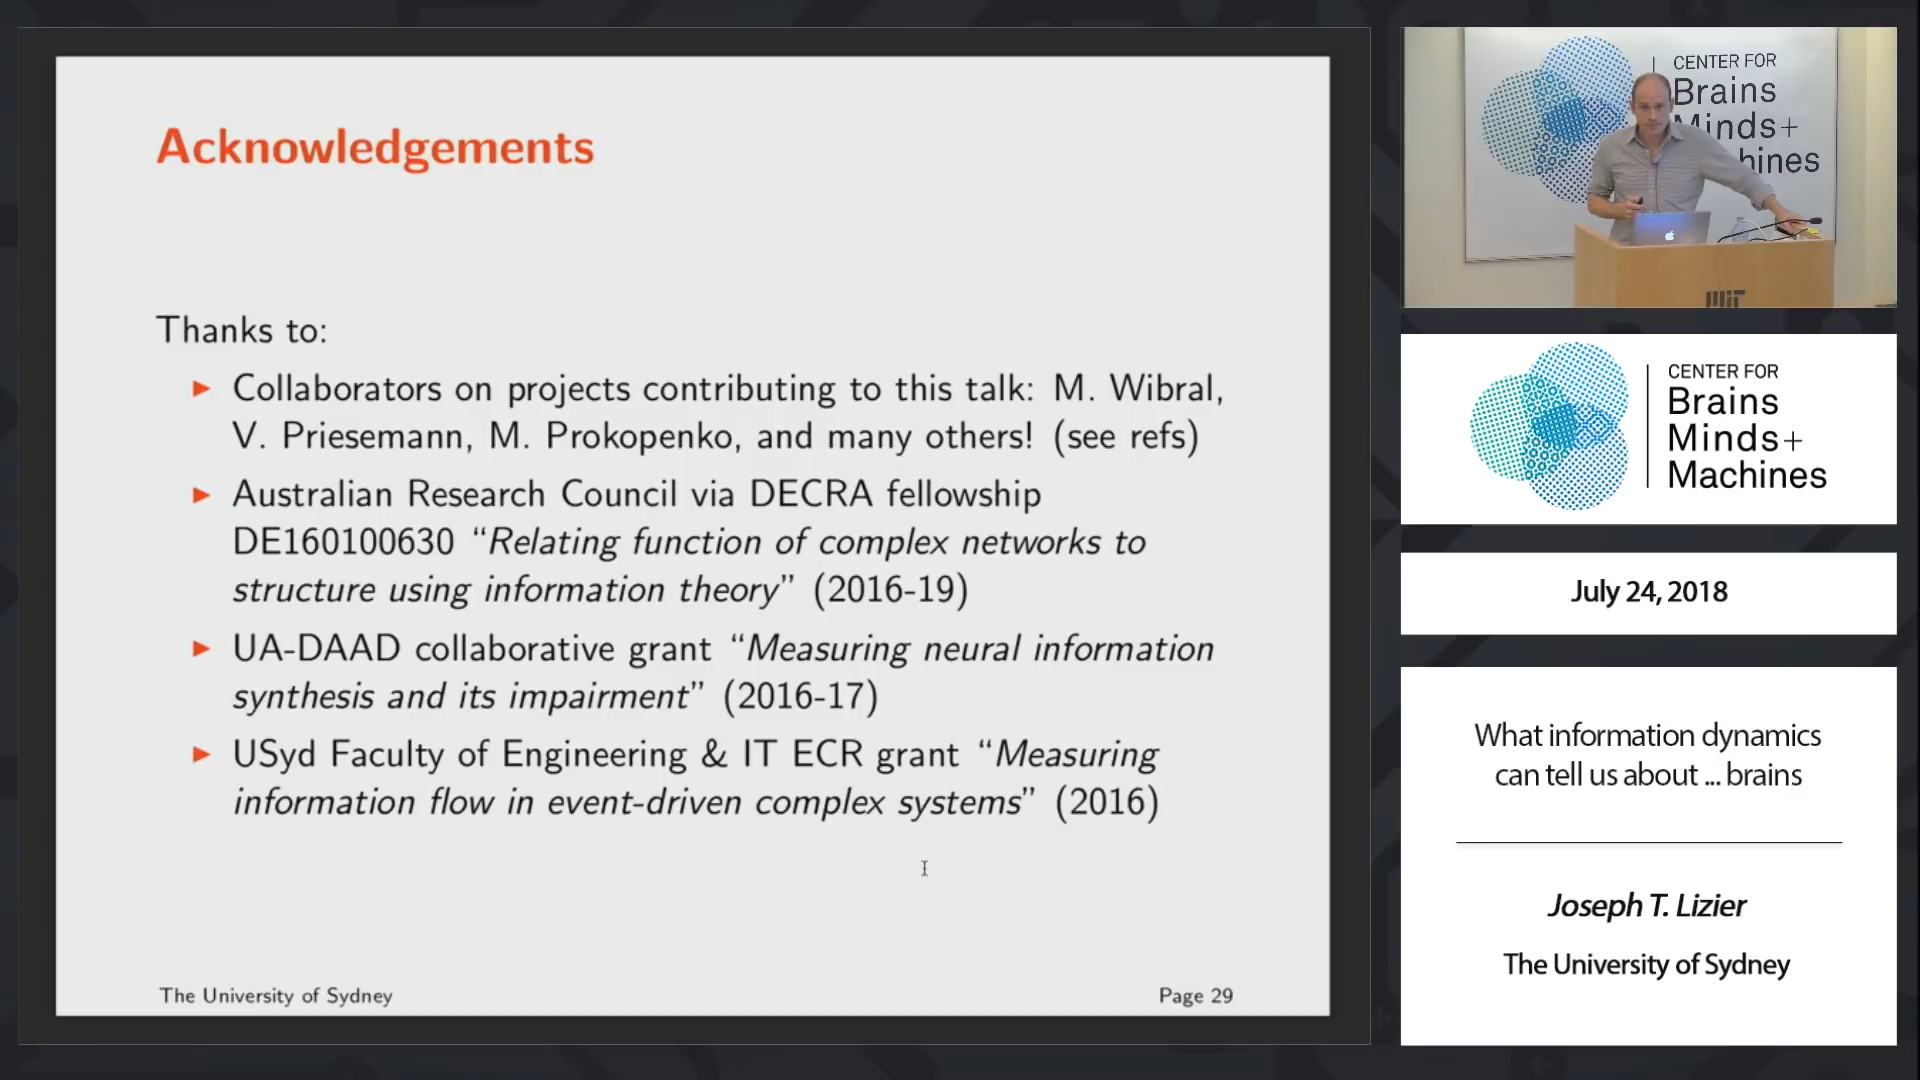 Acknowledgements
Thanks to:
► Collaborators on projects contributing to this talk: M. Wibral,
V. Priesemann, M. Prokopenko, and many others! (see refs)
► Australian Research Council via DECRA fellowship
DE160100630 “Relating function of complex networks to
structure using information theory” (2016-19)
► UA-DAAD collaborative grant “Measuring neural information
synthesis and its impairment” (2016-17)
► USyd Faculty of Engineering & IT ECR grant “Measuring
information flow in event-driven complex systems” (2016)
The University of Sydney
Page 29
CENTER FOR
Brains
Minds+
hines
MIT
CENTER FOR
Brains
Minds+
Machines
July 24, 2018
What information dynamics
can tell us about ... brains
Joseph T. Lizier
The University of Sydney